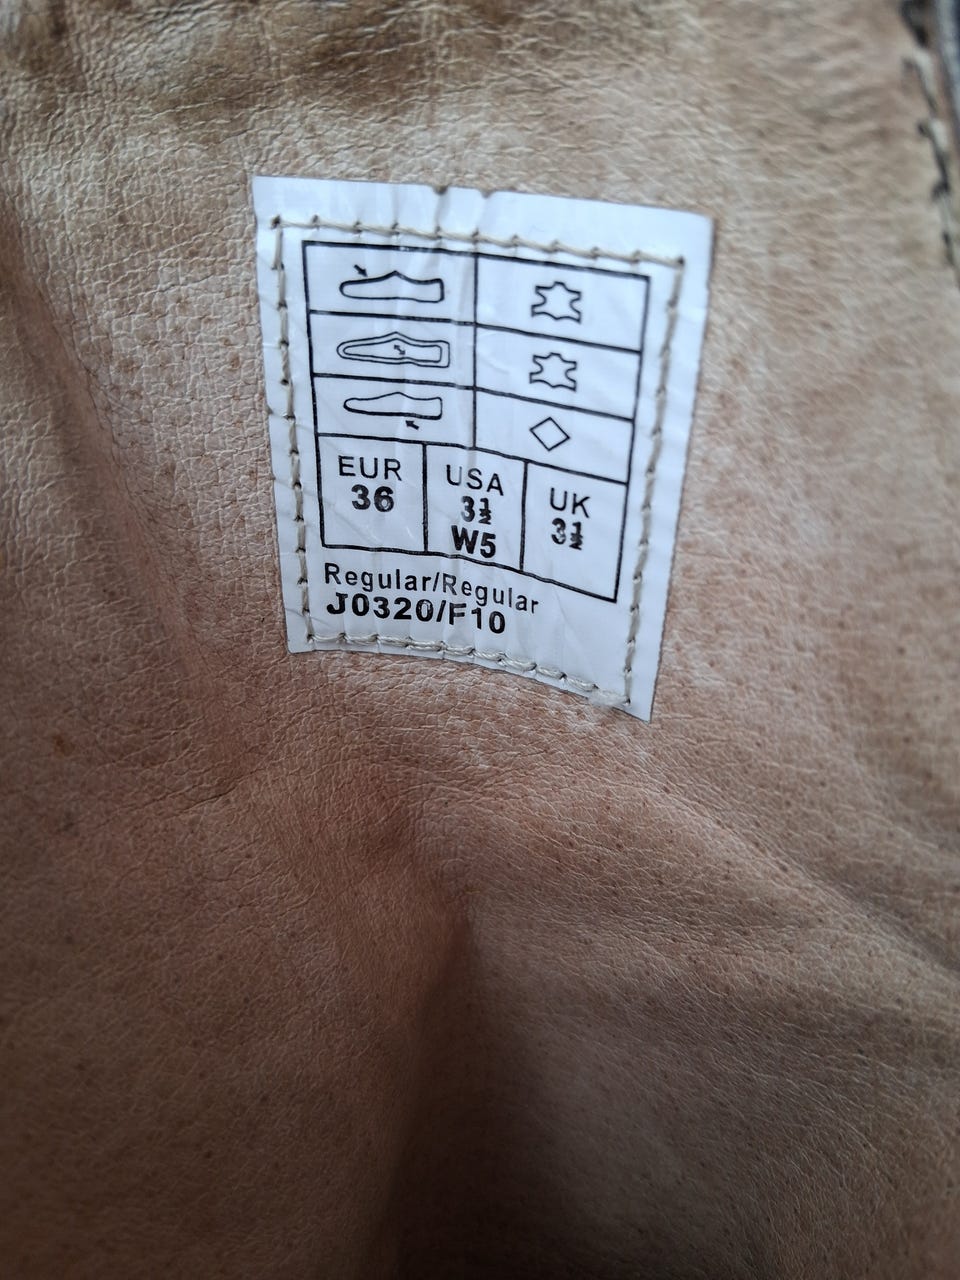 EUR
36
USA
3½
W5
UK
3½
Regular/Regular
J0320/F10